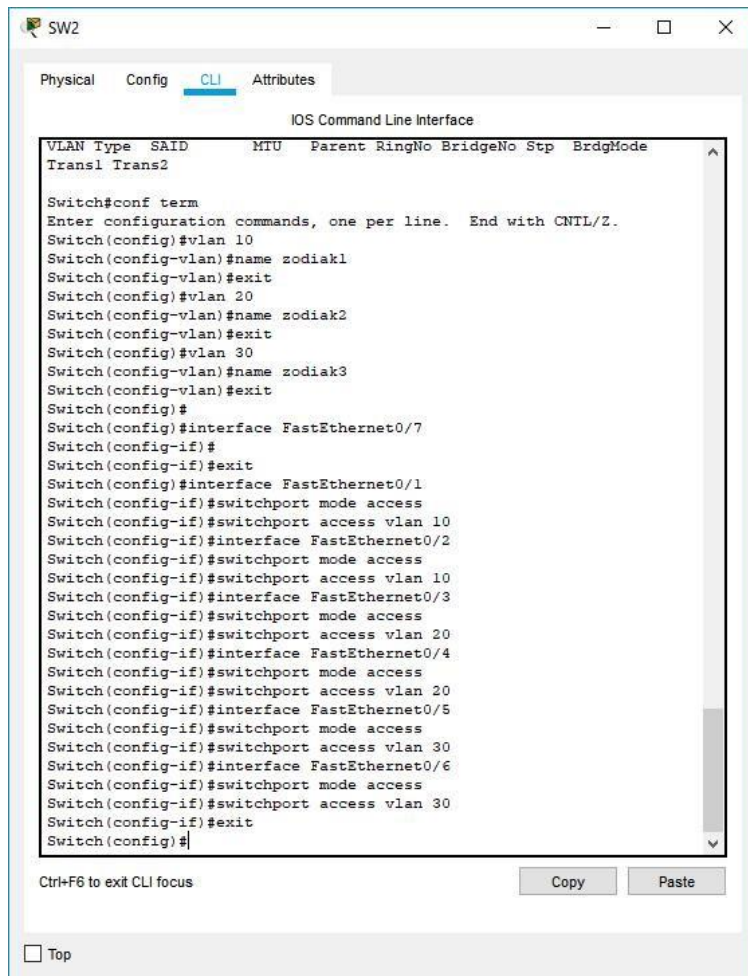 SW2
Physical Config CLI Attributes
IOS Command Line Interface
VLAN Type SAID MTU Parent RingNo BridgeNo Stp BrdgMode
Trans1 Trans2
Switch#conf term
Enter configuration commands, one per line. End with CNTL/Z.
Switch(config)#vlan 10
Switch(config-vlan)#name zodiak1
Switch(config-vlan)#exit
Switch(config)#vlan 20
Switch(config-vlan)#name zodiak2
Switch(config-vlan)#exit
Switch(config)#vlan 30
Switch(config-vlan)#name zodiak3
Switch(config-vlan)#exit
Switch(config)#
Switch(config)#interface FastEthernet0/7
Switch(config-if)#
Switch(config-if)#exit
Switch(config)#interface FastEthernet0/1
Switch(config-if)#switchport mode access
Switch(config-if)#switchport access vlan 10
Switch(config-if)#interface FastEthernet0/2
Switch(config-if)#switchport mode access
Switch(config-if)#switchport access vlan 10
Switch(config-if)#interface FastEthernet0/3
Switch(config-if)#switchport mode access
Switch(config-if)#switchport access vlan 20
Switch(config-if)#interface FastEthernet0/4
Switch(config-if)#switchport mode access
Switch(config-if)#switchport access vlan 20
Switch(config-if)#interface FastEthernet0/5
Switch(config-if)#switchport mode access
Switch(config-if)#switchport access vlan 30
Switch(config-if)#interface FastEthernet0/6
Switch(config-if)#switchport mode access
Switch(config-if)#switchport access vlan 30
Switch(config-if)#exit
Switch(config)#
Ctrl+F6 to exit CLI focus Copy Paste
Top